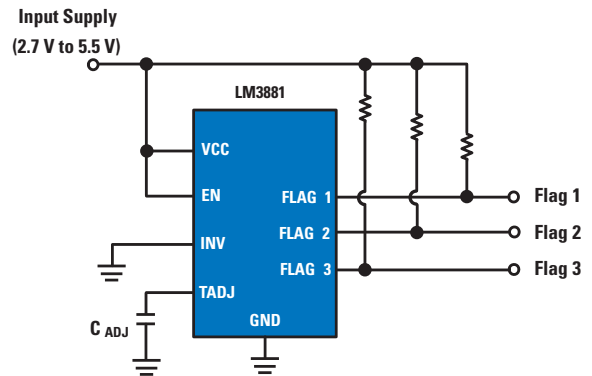 Input Supply
(2.7 V to 5.5 V)
LM3881
VCC
EN
FLAG 1
Flag 1
FLAG 2
Flag 2
INV
FLAG 3
Flag 3
TADJ
GND
C ADJ